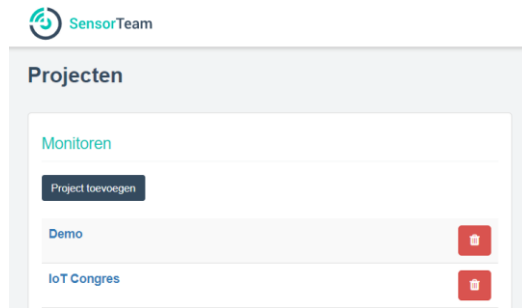 SensorTeam
Projecten
Monitoren
Project toevoegen
Demo
IoT Congres